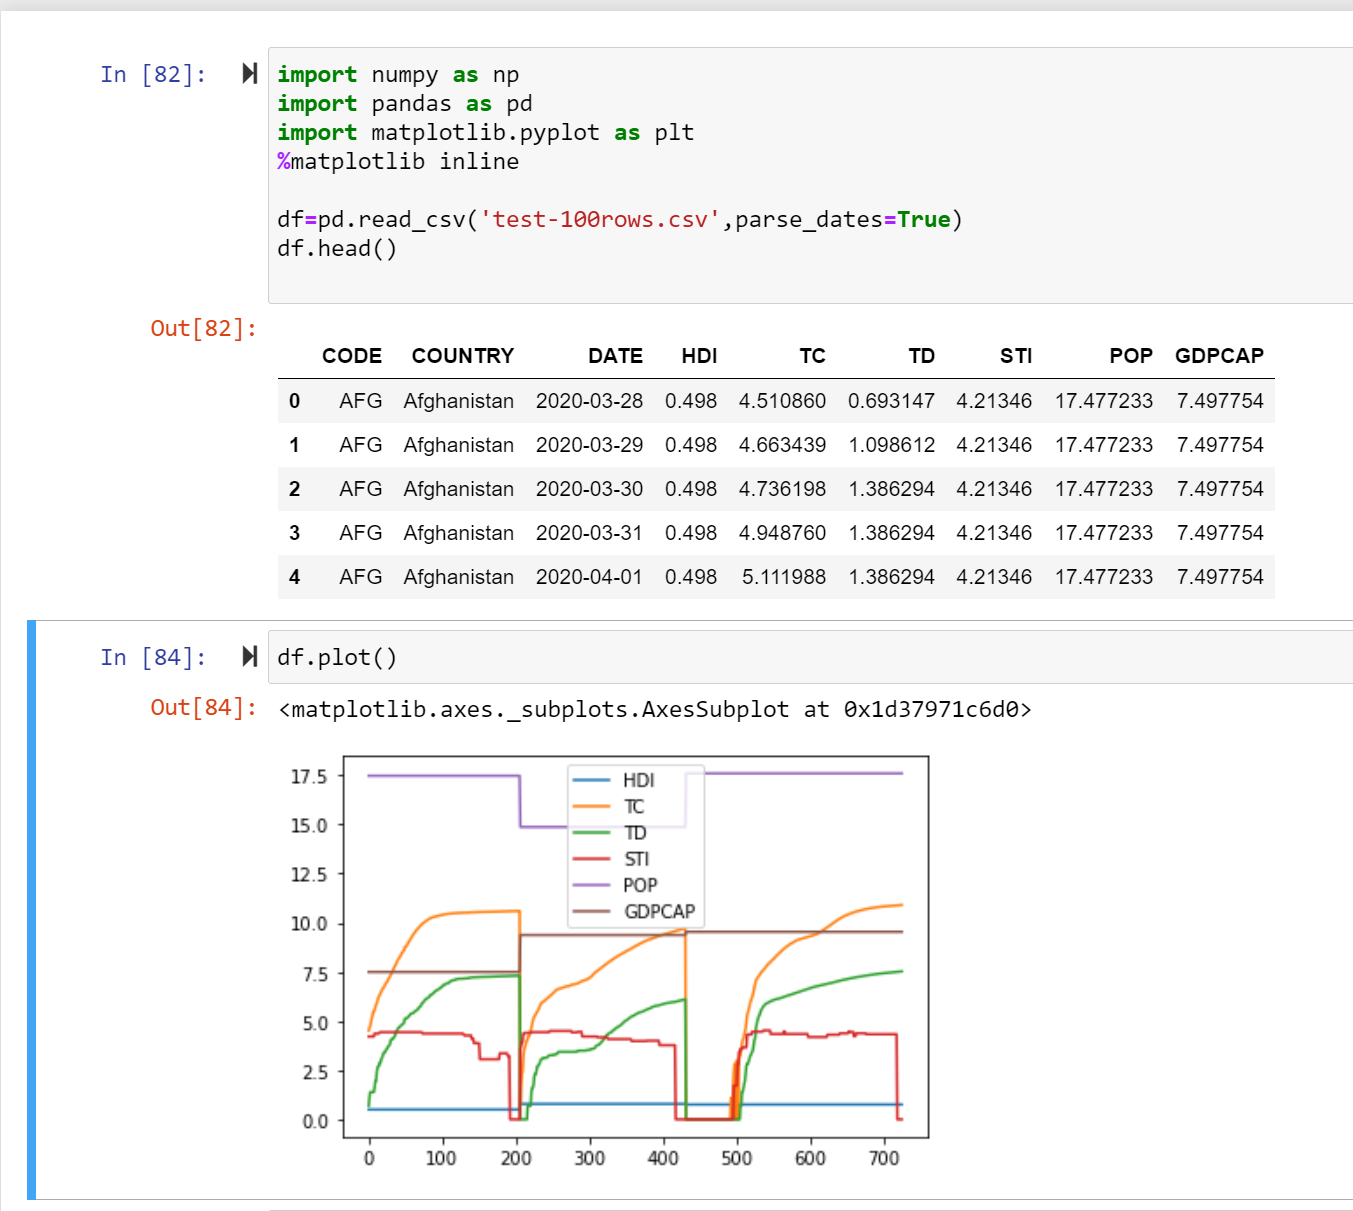 In [82]:
import numpy as np
import pandas as pd
import matplotlib.pyplot as plt
%matplotlib inline
df=pd.read_csv('test-100rows.csv',parse_dates=True)
df.head()
Out[82]:
CODE COUNTRY DATE HDI TC TD STI POP GDPCAP
0 AFG Afghanistan 2020-03-28 0.498 4.510860 0.693147 4.21346 17.477233 7.497754
1 AFG Afghanistan 2020-03-29 0.498 4.663439 1.098612 4.21346 17.477233 7.497754
2 AFG Afghanistan 2020-03-30 0.498 4.736198 1.386294 4.21346 17.477233 7.497754
3 AFG Afghanistan 2020-03-31 0.498 4.948760 1.386294 4.21346 17.477233 7.497754
4 AFG Afghanistan 2020-04-01 0.498 5.111988 1.386294 4.21346 17.477233 7.497754
In [84]: df.plot()
Out[84]: <matplotlib.axes._subplots.AxesSubplot at 0x1d37971c6d0>
17.5
15.0
12.5
10.0
7.5
5.0
2.5
0.0
HDI
TC
TD
STI
POP
GDPCAP
0 100 200 300 400 500 600 700